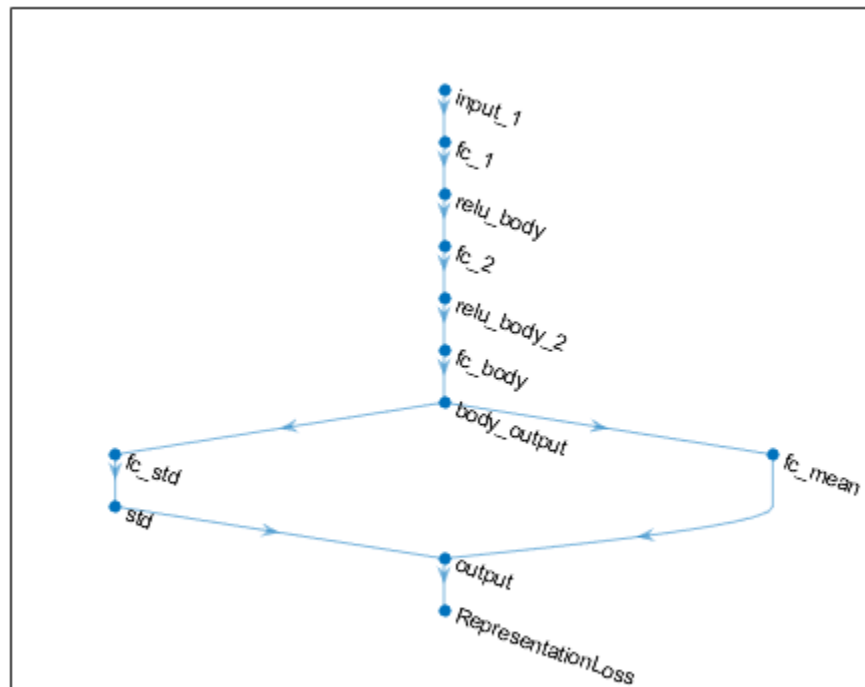 input_1
fc_1
relu_body
fc_2
relu_body_2
fc_body
body_output
fc_std
fc_mean
std
output
RepresentationLoss